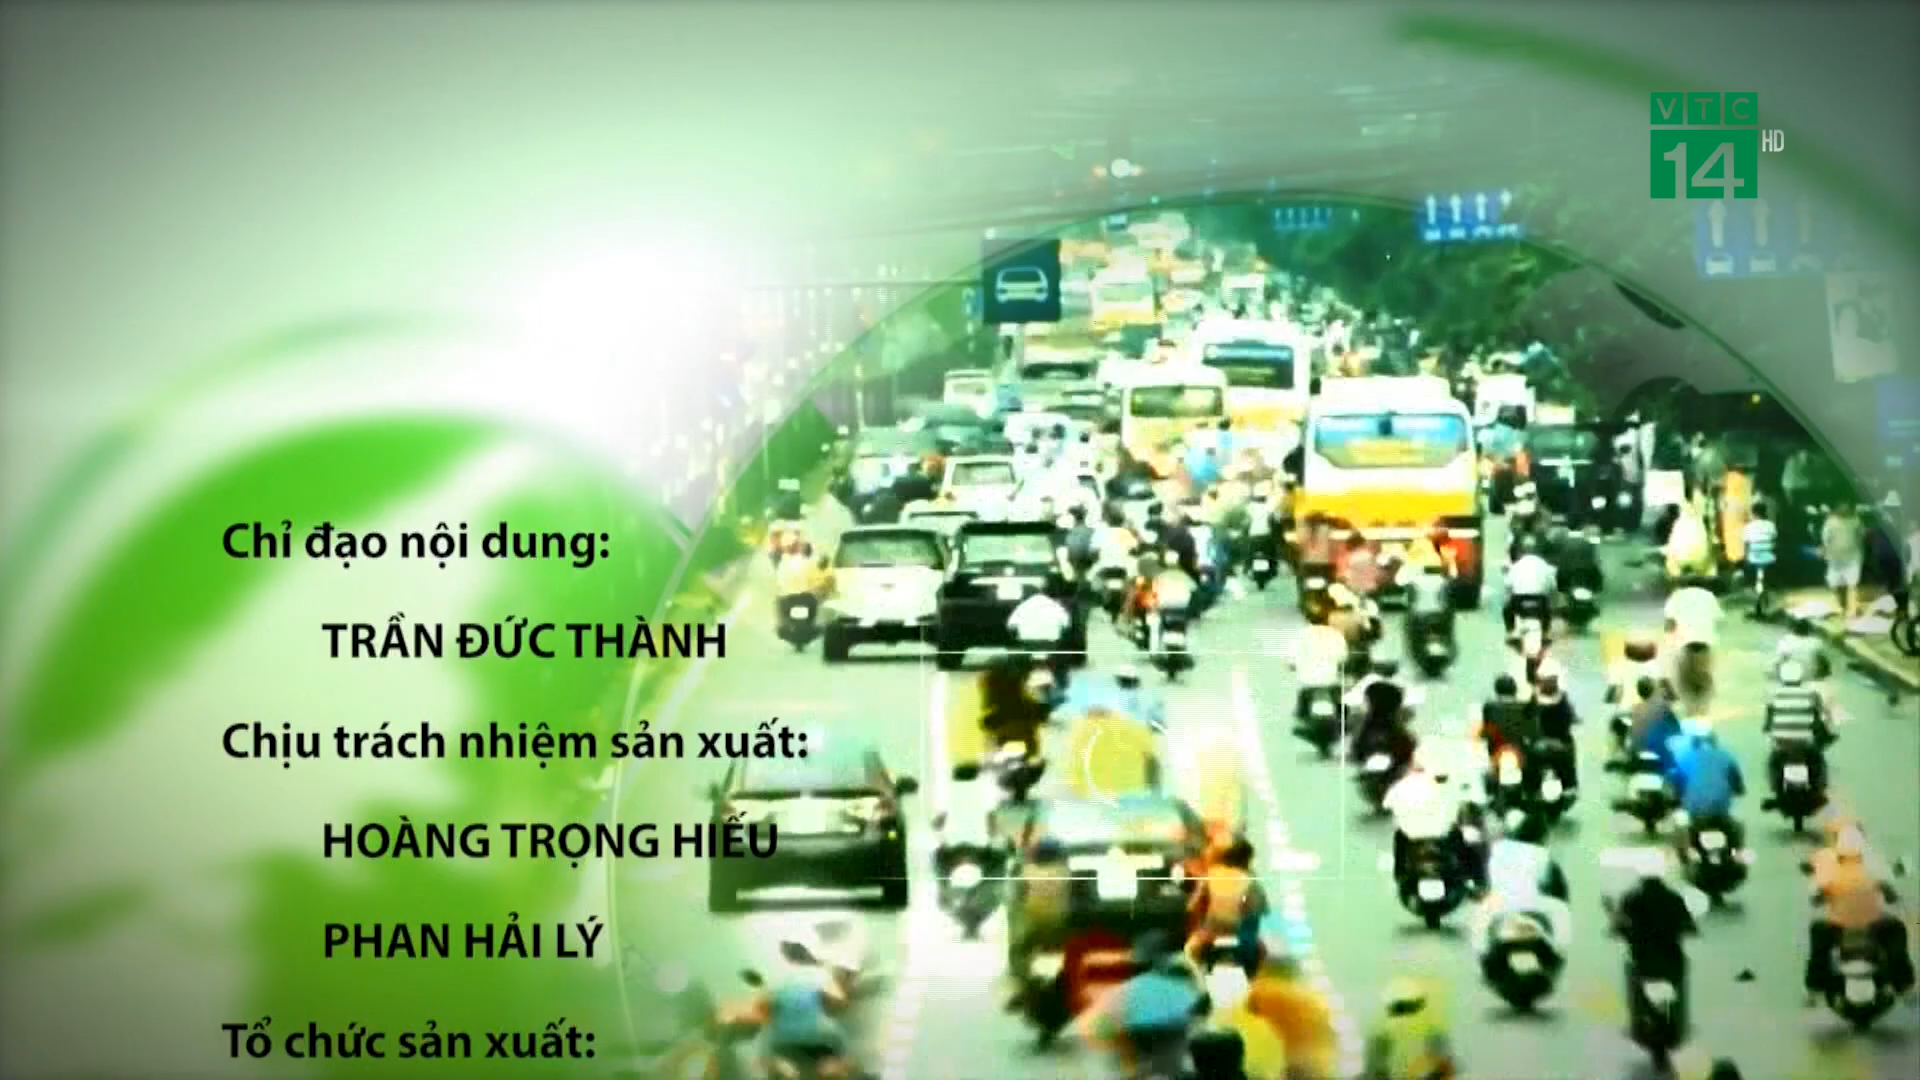 VTC
14 HD
Chỉ đạo nội dung:
TRẦN ĐỨC THÀNH
Chịu trách nhiệm sản xuất:
HOÀNG TRỌNG HIẾU
PHAN HẢI LÝ
Tổ chức sản xuất: